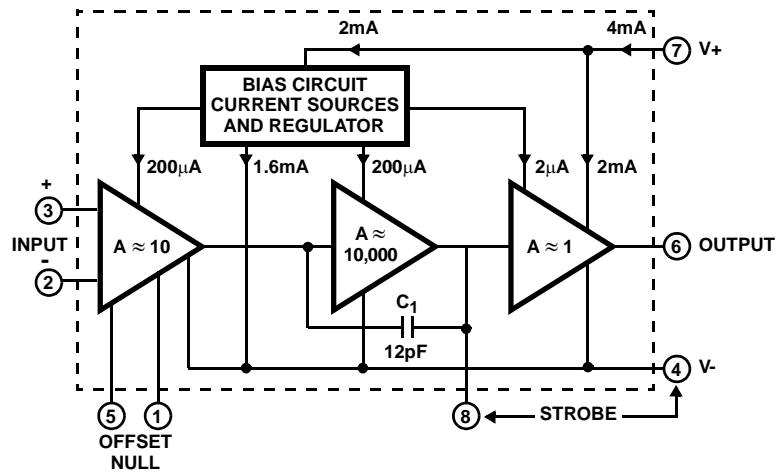 2mA
4mA
7
V+
BIAS CIRCUIT
CURRENT SOURCES
AND REGULATOR
200µA
1.6mA
200µA
2µA
2mA
+
3
INPUT
-
2
A ≈ 10
A ≈
10,000
A ≈ 1
6
OUTPUT
C1
12pF
4
V-
5
1
8
STROBE
OFFSET
NULL